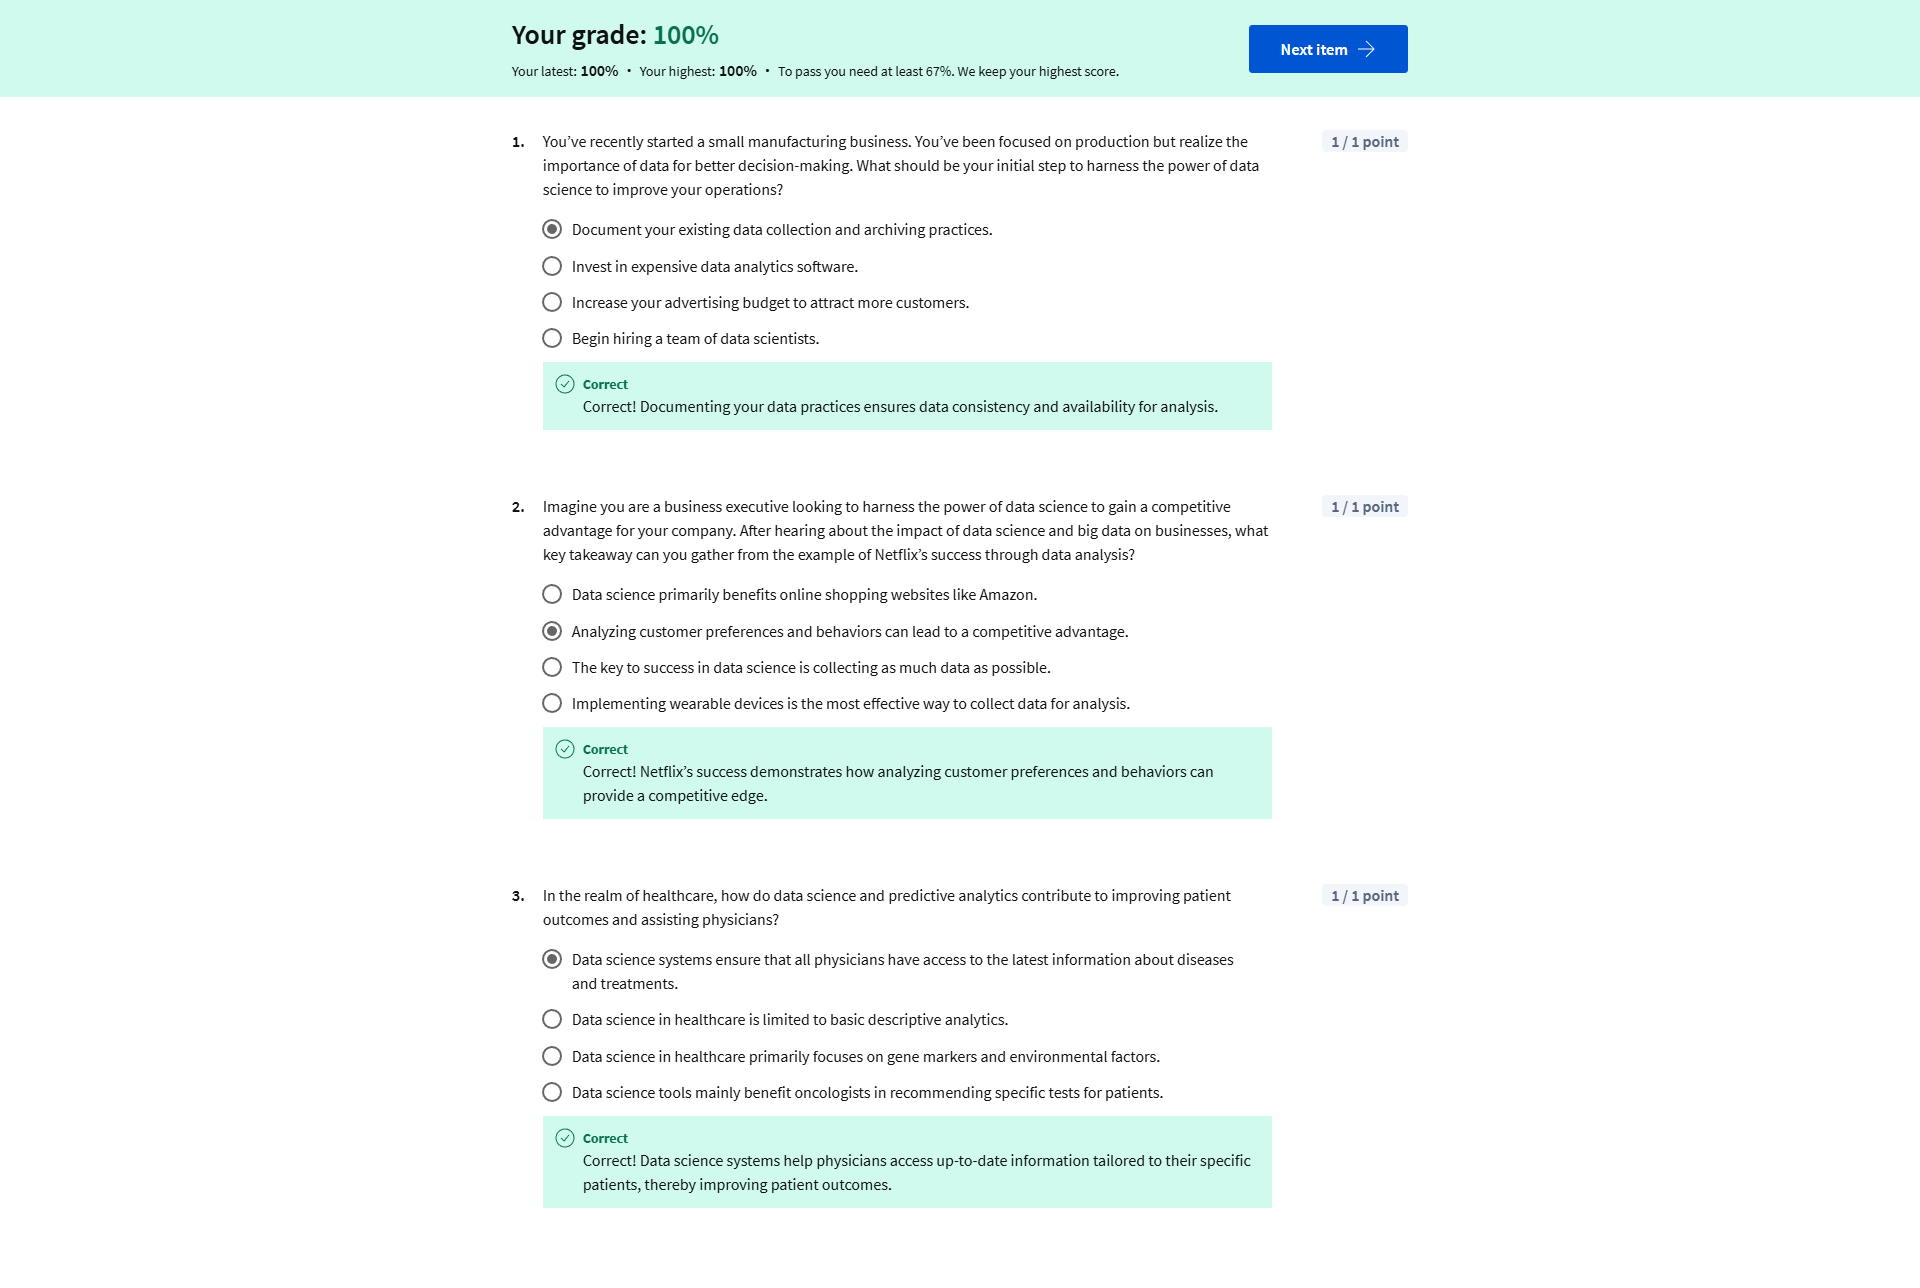 Your grade: 100%
Your latest: 100% • Your highest: 100% • To pass you need at least 67%. We keep your highest score.
Next item
1. You’ve recently started a small manufacturing business. You’ve been focused on production but realize the
importance of data for better decision-making. What should be your initial step to harness the power of data
science to improve your operations?
1 / 1 point
Document your existing data collection and archiving practices.
Invest in expensive data analytics software.
Increase your advertising budget to attract more customers.
Begin hiring a team of data scientists.
Correct
Correct! Documenting your data practices ensures data consistency and availability for analysis.
2. Imagine you are a business executive looking to harness the power of data science to gain a competitive
advantage for your company. After hearing about the impact of data science and big data on businesses, what
key takeaway can you gather from the example of Netflix’s success through data analysis?
1 / 1 point
Data science primarily benefits online shopping websites like Amazon.
Analyzing customer preferences and behaviors can lead to a competitive advantage.
The key to success in data science is collecting as much data as possible.
Implementing wearable devices is the most effective way to collect data for analysis.
Correct
Correct! Netflix’s success demonstrates how analyzing customer preferences and behaviors can
provide a competitive edge.
3. In the realm of healthcare, how do data science and predictive analytics contribute to improving patient
outcomes and assisting physicians?
1 / 1 point
Data science systems ensure that all physicians have access to the latest information about diseases
and treatments.
Data science in healthcare is limited to basic descriptive analytics.
Data science in healthcare primarily focuses on gene markers and environmental factors.
Data science tools mainly benefit oncologists in recommending specific tests for patients.
Correct
Correct! Data science systems help physicians access up-to-date information tailored to their specific
patients, thereby improving patient outcomes.